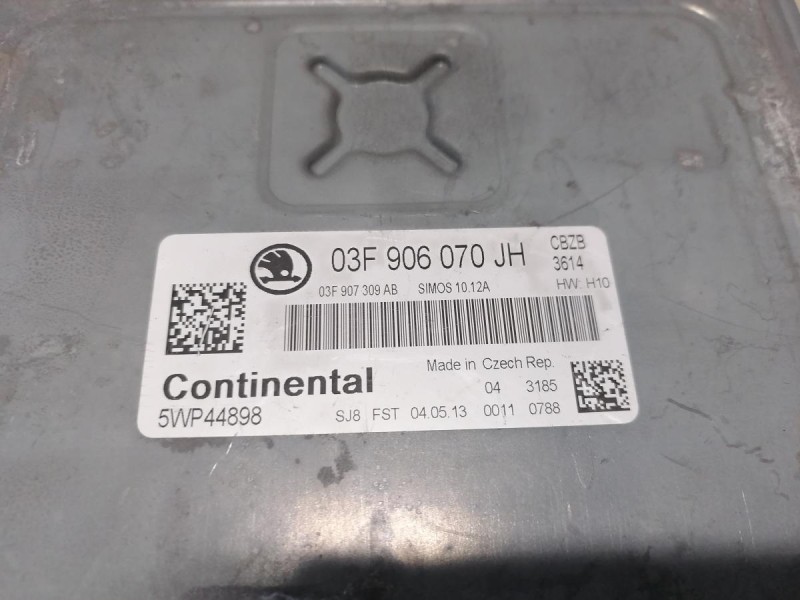 03F 906 070 JH
CBZB
3614
03F 907 309 AB SIMOS 10.12A HW: H10
Made in Czech Rep.
Continental
04 3185
5WP44898 SJ8 FST 04.05.13 0011 0788